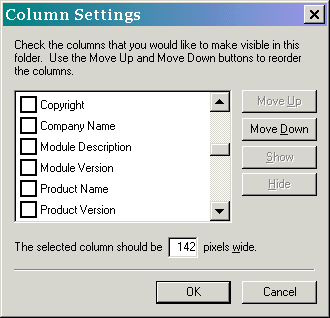 Column Settings
Check the columns that you would like to make visible in this
folder. Use the Move Up and Move Down buttons to reorder
the columns.
Copyright
Company Name
Module Description
Module Version
Product Name
Product Version
Move Up
Move Down
Show
Hide
The selected column should be 142 pixels wide.
OK
Cancel